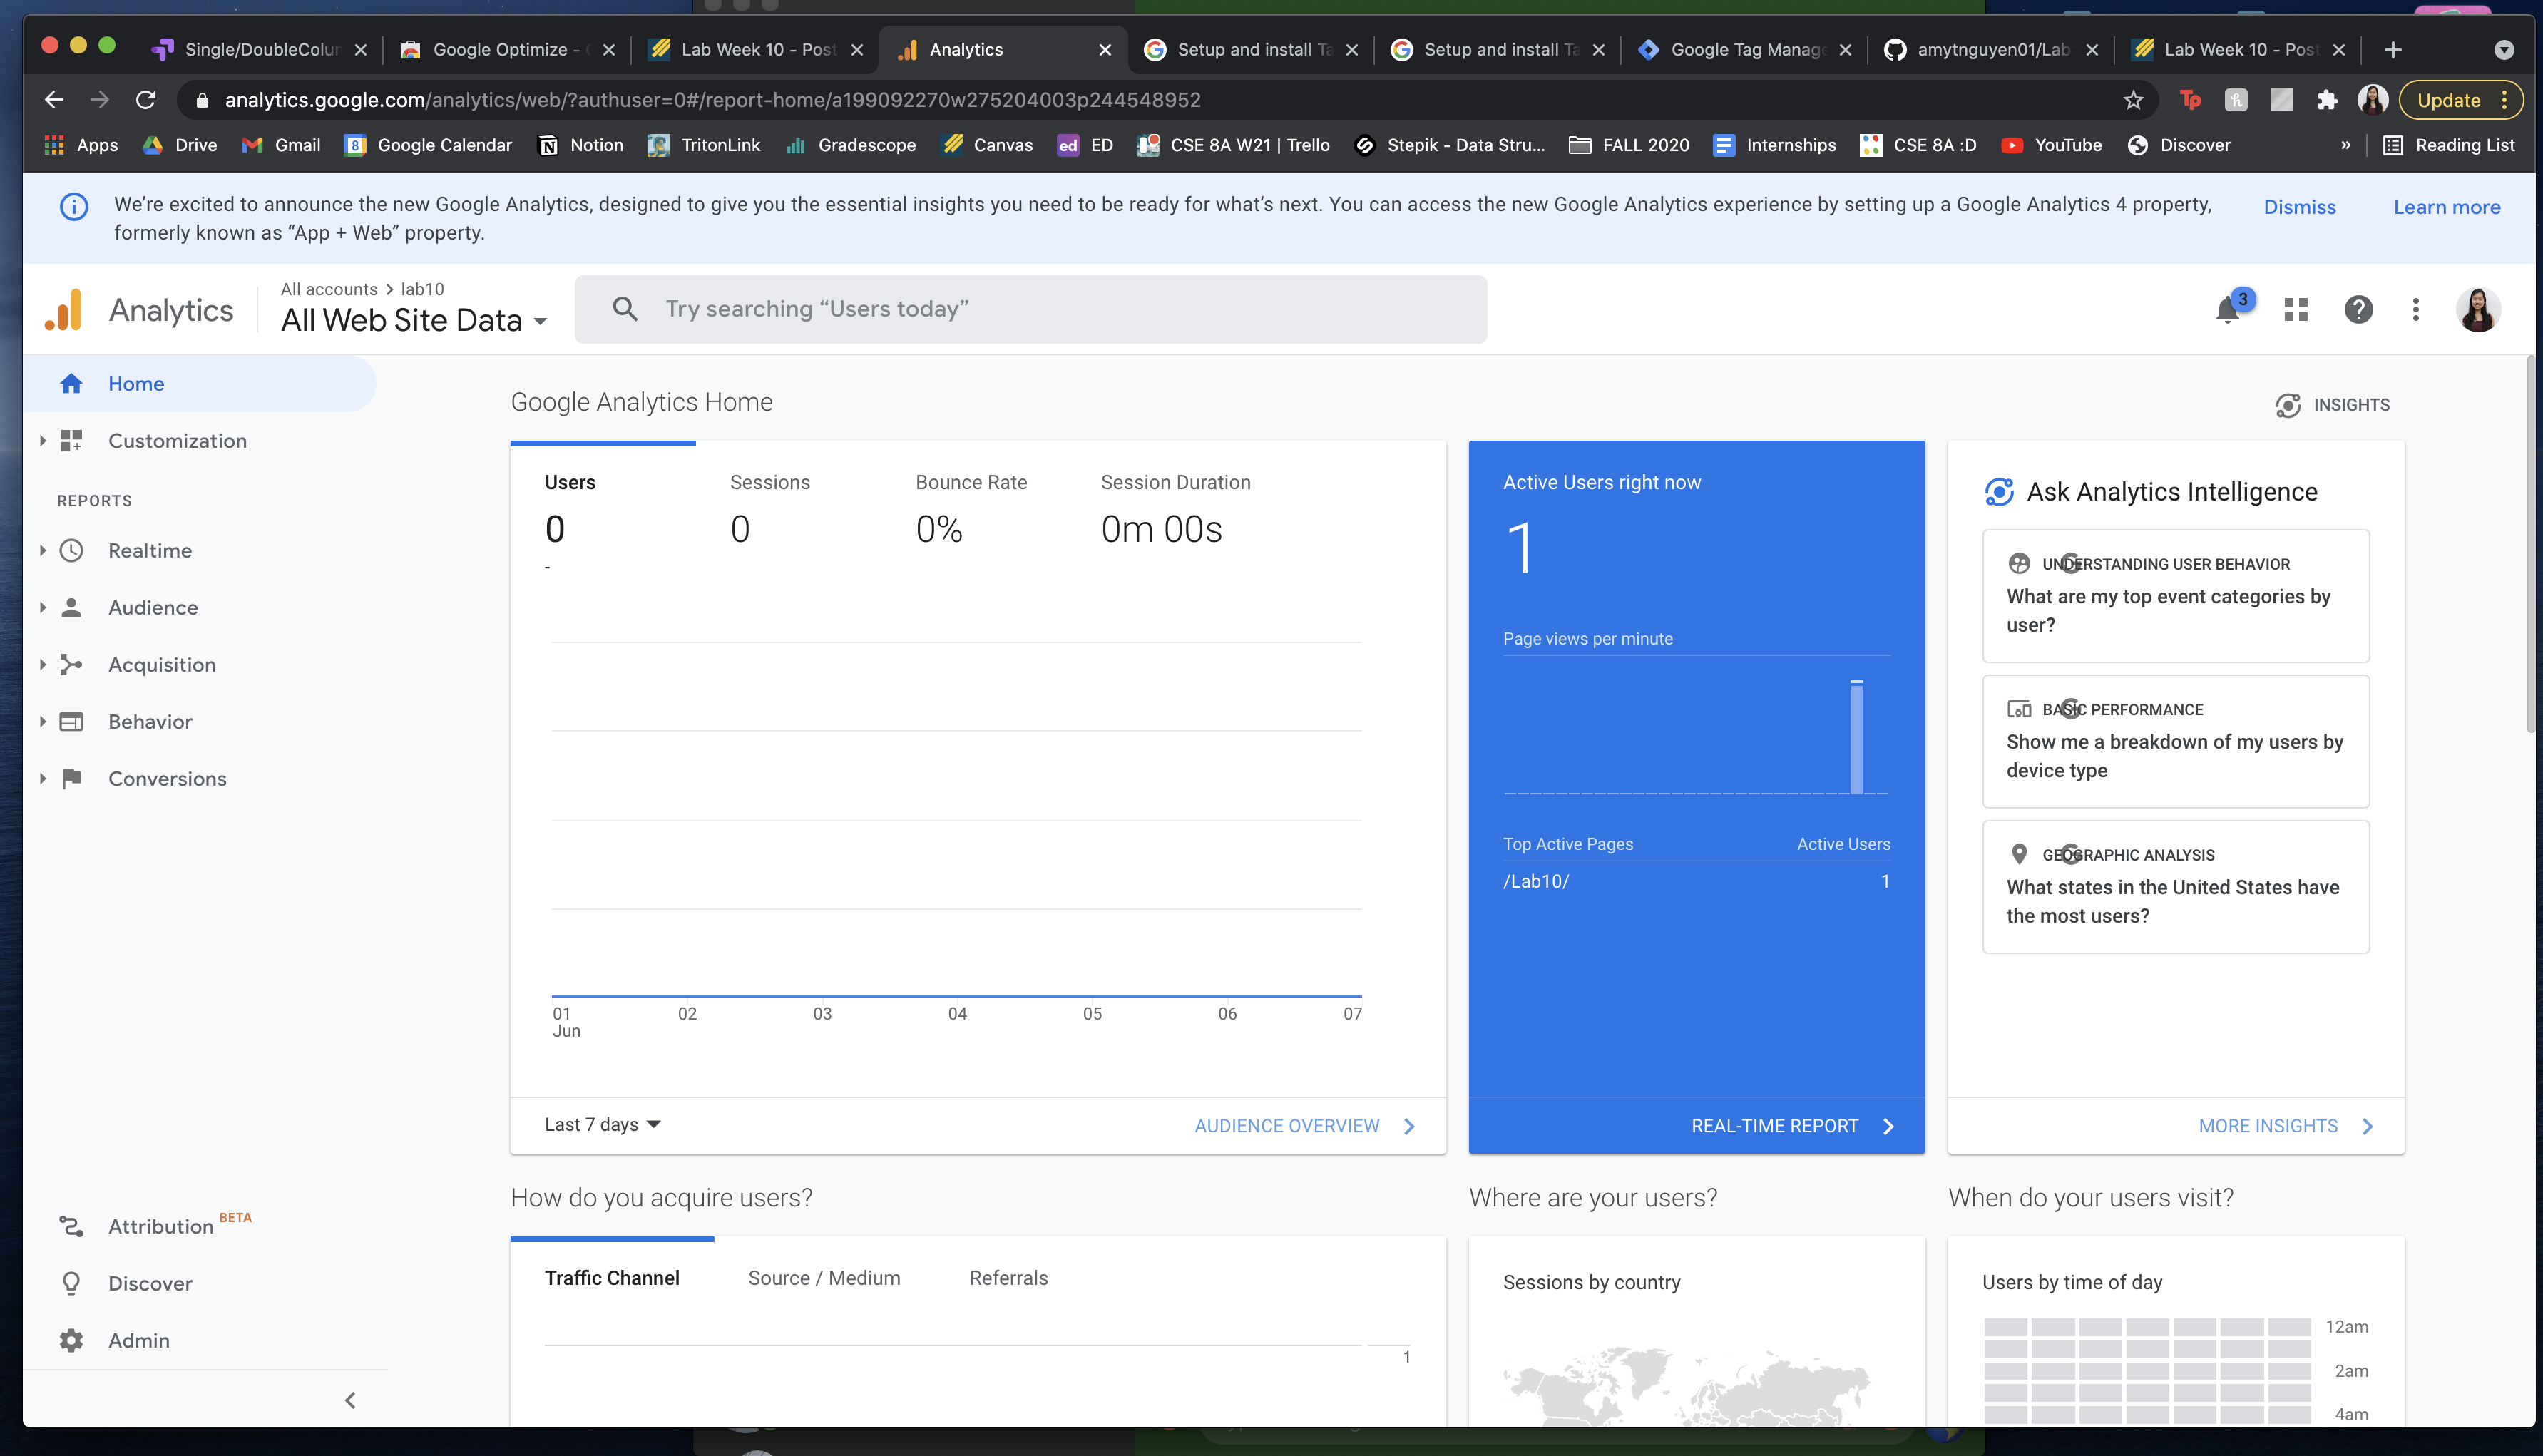 Single/DoubleColun
Google Optimize -
Lab Week 10 - Post
Analytics
Setup and install Ta
Setup and install Ta
Google Tag Manage
amytnguyen01/Lab
Lab Week 10 - Post
analytics.google.com/analytics/web/?authuser=0#/report-home/a199092270w275204003p244548952
Update
Apps
Drive
Gmail
8
Google Calendar
Notion
TritonLink
Gradescope
Canvas
ed
ED
CSE 8A W21 | Trello
Stepik - Data Stru...
FALL 2020
Internships
CSE 8A :D
YouTube
Discover
»
Reading List
We're excited to announce the new Google Analytics, designed to give you the essential insights you need to be ready for what's next. You can access the new Google Analytics experience by setting up a Google Analytics 4 property,
formerly known as “App + Web” property.
Dismiss
Learn more
Analytics
All accounts > lab10
All Web Site Data
Try searching “Users today”
3
Home
Customization
REPORTS
Realtime
Audience
Acquisition
Behavior
Conversions
Attribution BETA
Discover
Admin
Google Analytics Home
INSIGHTS
Users
0
-
Sessions
0
Bounce Rate
0%
Session Duration
0m 00s
01
Jun
02
03
04
05
06
07
Last 7 days
AUDIENCE OVERVIEW
Active Users right now
1
Page views per minute
Top Active Pages
Active Users
/Lab10/
1
REAL-TIME REPORT
Ask Analytics Intelligence
UNDERSTANDING USER BEHAVIOR
What are my top event categories by
user?
BASIC PERFORMANCE
Show me a breakdown of my users by
device type
GEOGRAPHIC ANALYSIS
What states in the United States have
the most users?
MORE INSIGHTS
How do you acquire users?
Traffic Channel
Source / Medium
Referrals
1
Where are your users?
Sessions by country
When do your users visit?
Users by time of day
12am
2am
4am